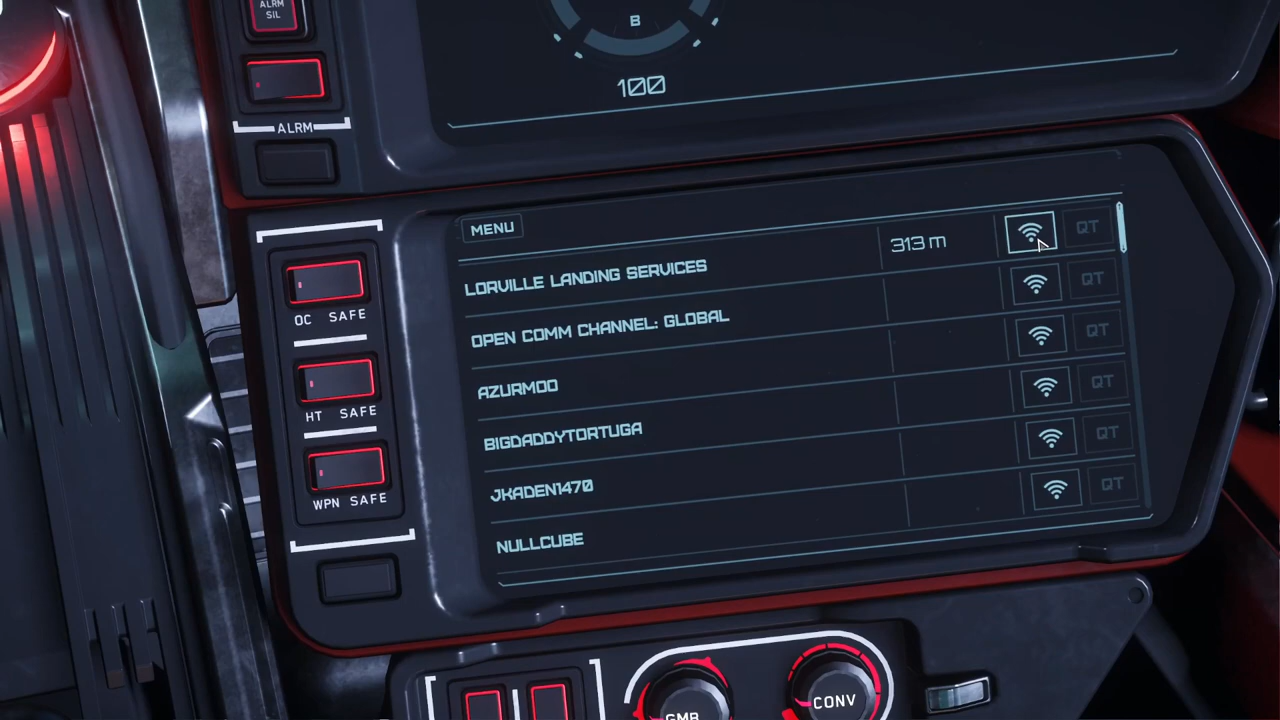 ALRM
SIL
B
100
ALRM
MENU
LORVILLE LANDING SERVICES 313 m QT
OPEN COMM CHANNEL: GLOBAL QT
AZURMOO QT
BIGDADDYTORTUGA QT
JKADEN1470 QT
NULLCUBE QT
OC SAFE
HT SAFE
WPN SAFE
GMB
CONV